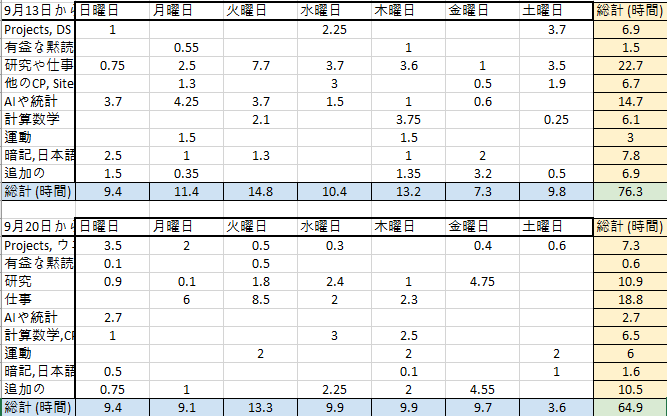 9月13日から 日曜日 月曜日 火曜日 水曜日 木曜日 金曜日 土曜日 総計 (時間)
Projects, DS 1 2.25 3.7 6.9
有益な黙読 0.55 1 1.5
研究や仕事 0.75 2.5 7.7 3.7 3.6 1 3.5 22.7
他のCP, Site 1.3 3 0.5 1.9 6.7
AIや統計 3.7 4.25 3.7 1.5 1 0.6 14.7
計算数学 2.1 3.75 0.25 6.1
運動 1.5 1.5 3
暗記,日本語 2.5 1 1.3 1 2 7.8
追加の 1.5 0.35 1.35 3.2 0.5 6.9
総計 (時間) 9.4 11.4 14.8 10.4 13.2 7.3 9.8 76.3
9月20日から 日曜日 月曜日 火曜日 水曜日 木曜日 金曜日 土曜日 総計 (時間)
Projects, ウ 3.5 2 0.5 0.3 0.4 0.6 7.3
有益な黙読 0.1 0.5 0.6
研究 0.9 0.1 1.8 2.4 1 4.75 10.9
仕事 6 8.5 2 2.3 18.8
AIや統計 2.7 2.7
計算数学,CP 1 3 2.5 6.5
運動 2 2 2 6
暗記,日本語 0.5 0.1 1 1.6
追加の 0.75 1 2.25 2 4.55 10.5
総計 (時間) 9.4 9.1 13.3 9.9 9.9 9.7 3.6 64.9